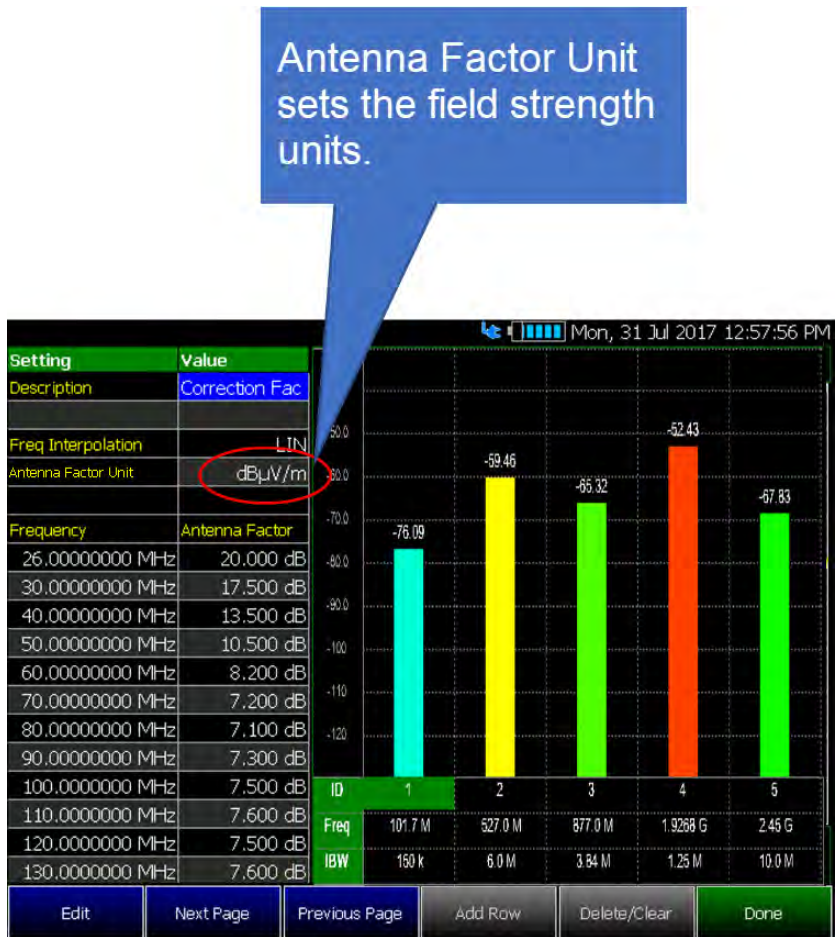 Antenna Factor Unit
sets the field strength
units.
Mon, 31 Jul 2017 12:57:56 PM
Setting Value
Description Correction Fac
Freq Interpolation LIN
Antenna Factor Unit dBµV/m
Frequency Antenna Factor
26.00000000 MHz 20.000 dB
30.00000000 MHz 17.500 dB
40.00000000 MHz 13.500 dB
50.00000000 MHz 10.500 dB
60.00000000 MHz 8.200 dB
70.00000000 MHz 7.200 dB
80.00000000 MHz 7.100 dB
90.00000000 MHz 7.300 dB
100.0000000 MHz 7.500 dB
110.0000000 MHz 7.600 dB
120.0000000 MHz 7.500 dB
130.0000000 MHz 7.600 dB
-70.0
-80.0
-90.0
-100
-110
-120
-76.09
-59.46
-65.32
-52.43
-67.83
ID 1 2 3 4 5
Freq 101.7 M 527.0 M 877.0 M 1.9268 G 2.45 G
IBW 150 k 6.0 M 3.84 M 1.25 M 10.0 M
Edit Next Page Previous Page Add Row Delete/Clear Done